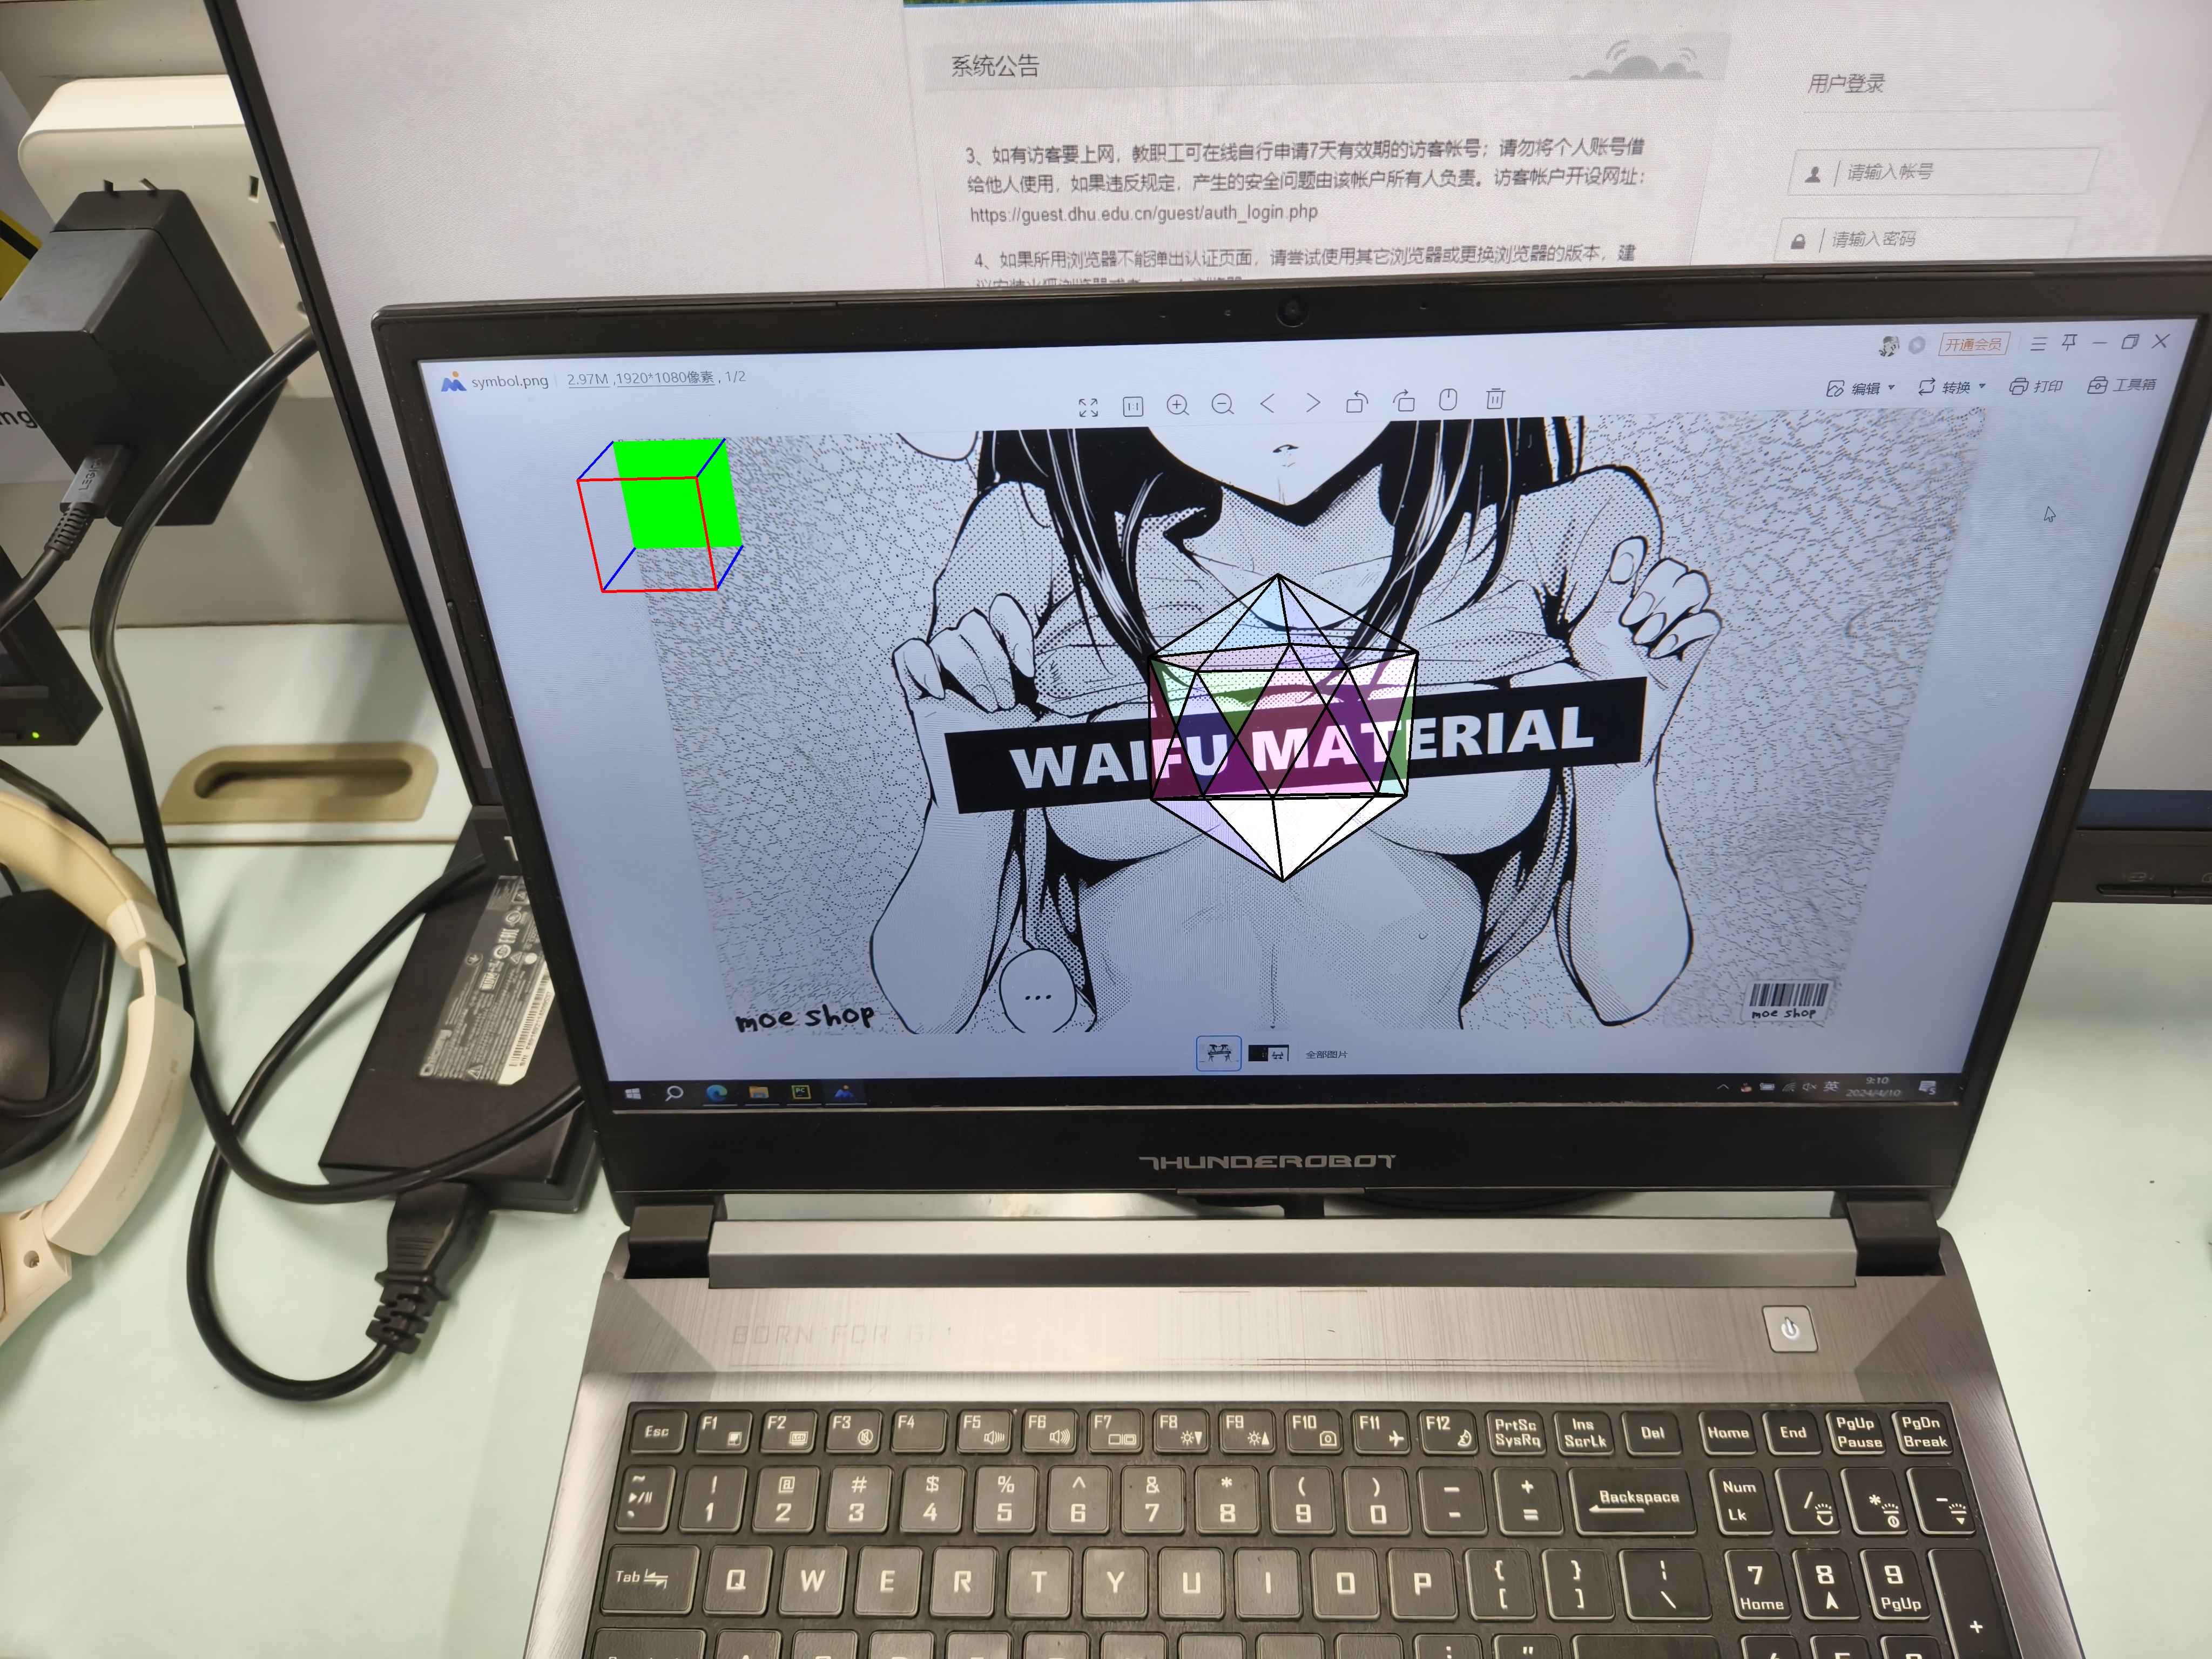 系统公告
用户登录
3、如有访客要上网，教职工可在线自行申请7天有效期的访客帐号；请勿将个人账号借
给他人使用，如果违反规定，产生的安全问题由该帐户所有人负责。访客帐户开设网址：
https://guest.dhu.edu.cn/guest/auth_login.php
请输入帐号
请输入密码
4、如果所用浏览器不能弹出认证页面，请尝试使用其它浏览器或更换浏览器的版本，建
开通会员
symbol.png 2.97M ,1920*1080像素 , 1/2
编辑 转换 打印 工具箱
WAIFU MATERIAL
...
moe shop
moe shop
全部图片
英 9:10
2024/4/10
THUNDEROBOT
BORN FOR
Esc F1 F2 F3 F4 F5 F6 F7 F8 F9 F10 F11 F12 PrtSc Ins Del Home End PgUp PgDn
SysRq ScrLk Pause Break
~ ! @ # $ % ^ & * ( ) — + Backspace Num / * -
1 2 3 4 5 6 7 8 9 0 - = Lk
Tab Q W E R T Y U I O P { } ¦ 7 8 9 +
[ ] \ Home PgUp